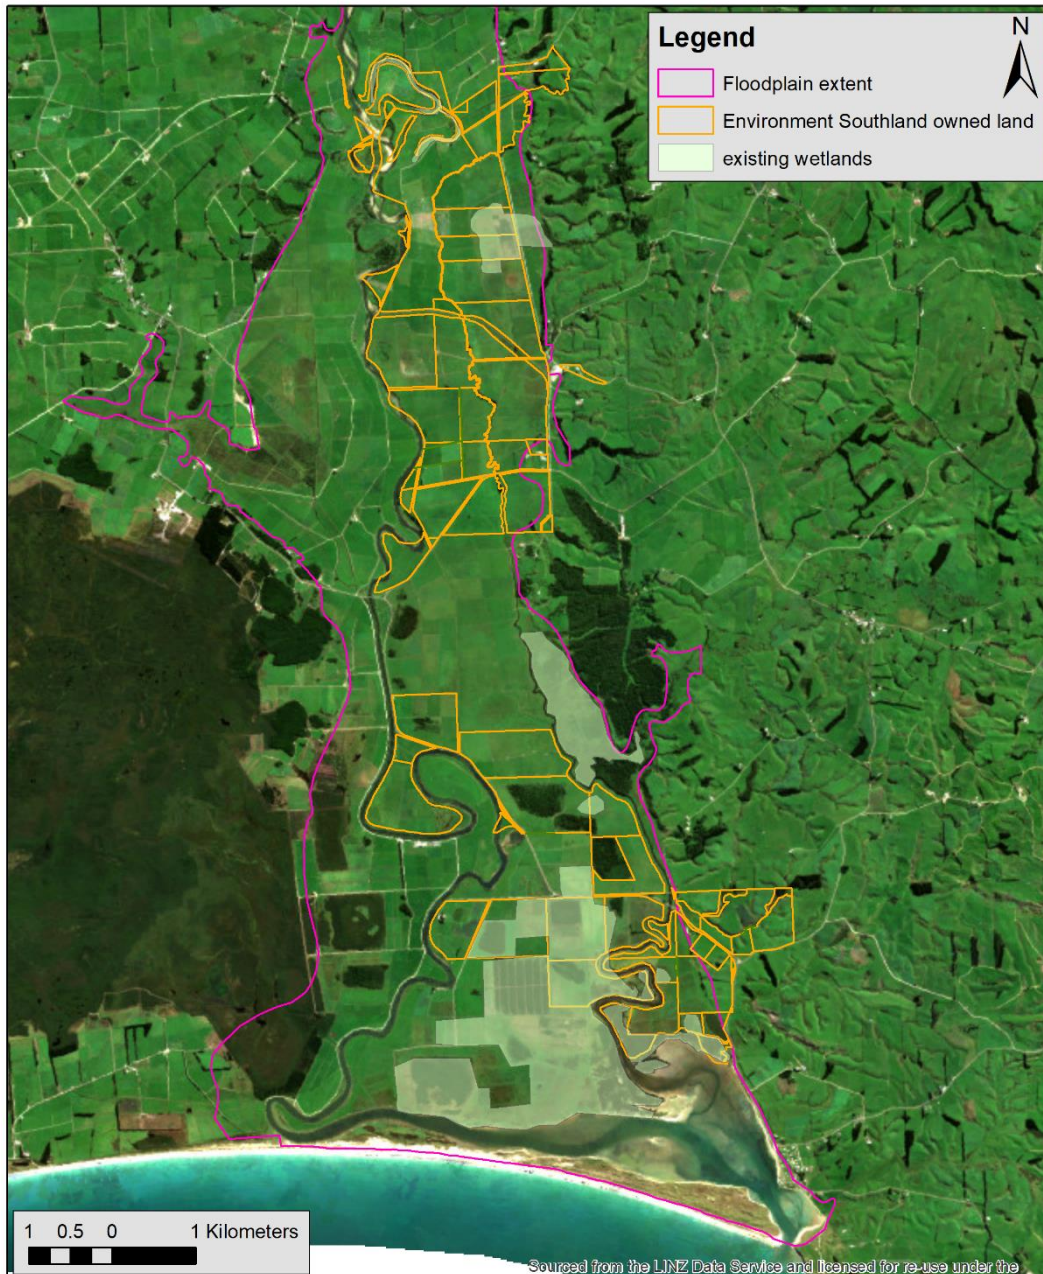 Legend
N
Floodplain extent
Environment Southland owned land
existing wetlands
1 0.5 0 1 Kilometers
Sourced from the LINZ Data Service and licensed for re-use under the